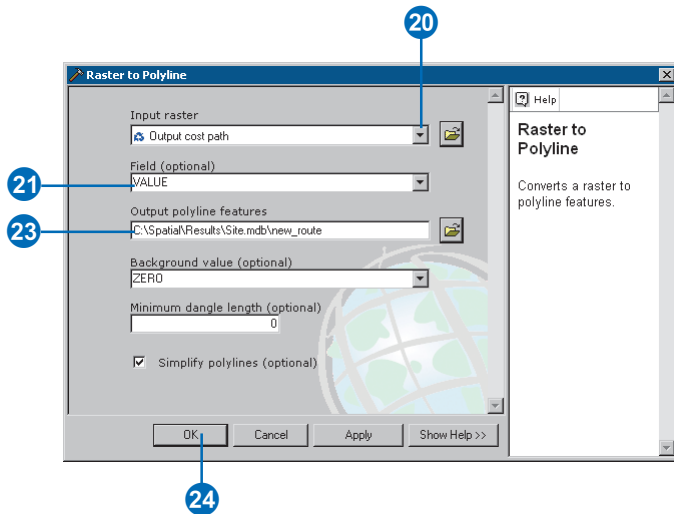 20
Raster to Polyline
Input raster
Output cost path
21
Field (optional)
VALUE
23
Output polyline features
C:\Spatial\Results\Site.mdb\new_route
Background value (optional)
ZERO
Minimum dangle length (optional)
0
Simplify polylines (optional)
OK
Cancel
Apply
Show Help >>
24
Help
Raster to
Polyline
Converts a raster to
polyline features.